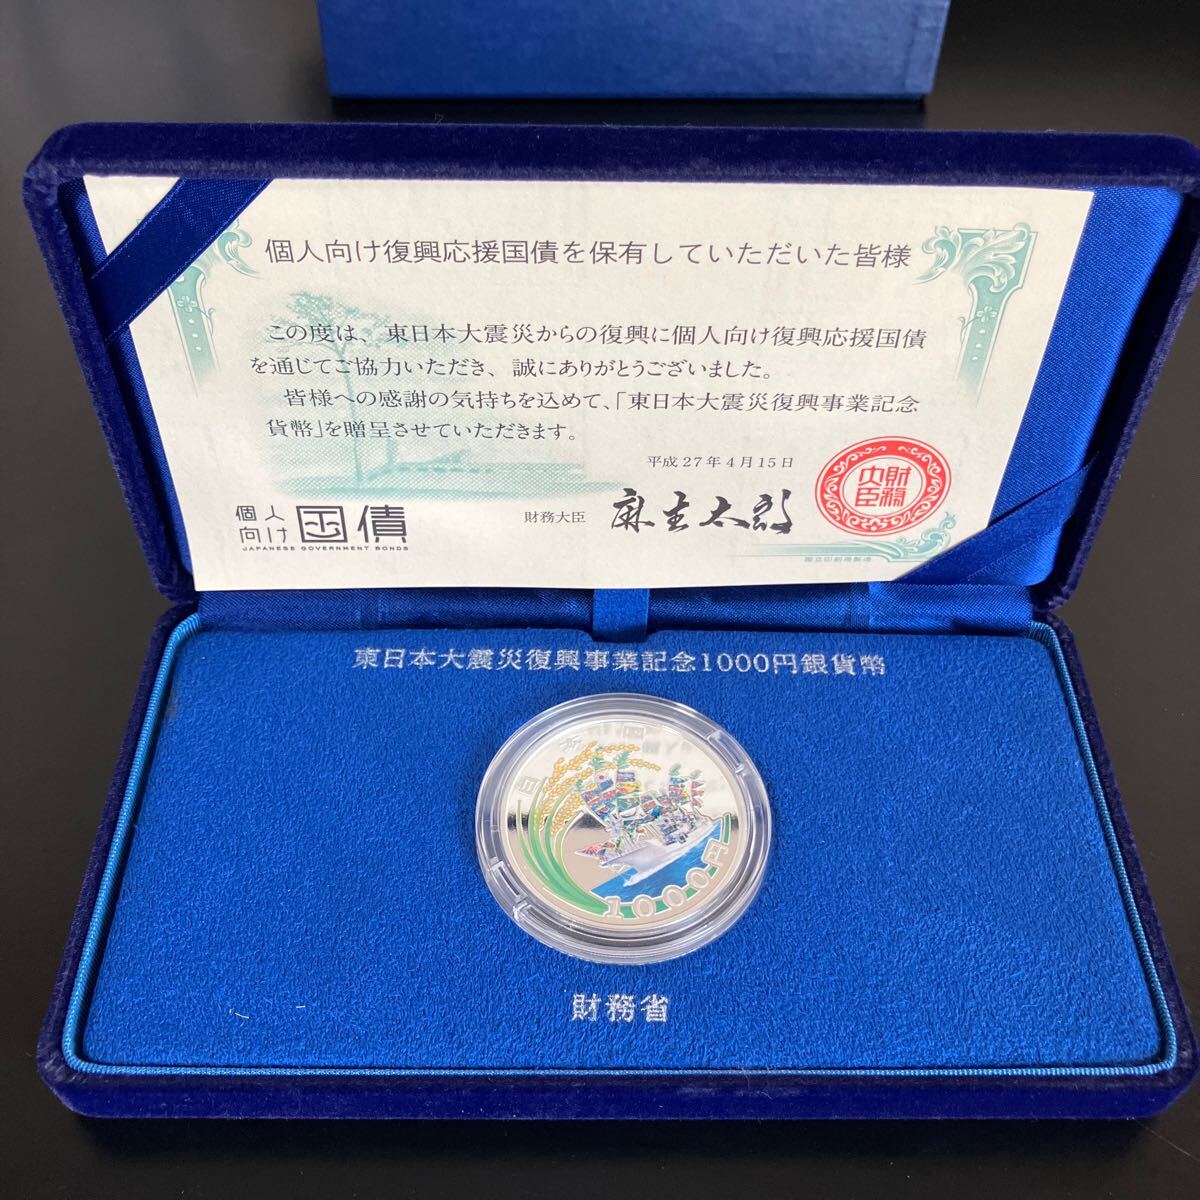 個人向け復興応援国債を保有していただいた皆様
この度は、東日本大震災からの復興に個人向け復興応援国債
を通じてご協力いただき、誠にありがとうございました。
皆様への感謝の気持ちを込めて、「東日本大震災復興事業記念
貨幣」を贈呈させていただきます。
平成27年4月15日
財務大臣 麻生太郎
財務大臣
個人
向け
国債
JAPANESE GOVERNMENT BONDS
国立印刷局製造
東日本大震災復興事業記念1000円銀貨幣
日
国
1000円
財務省